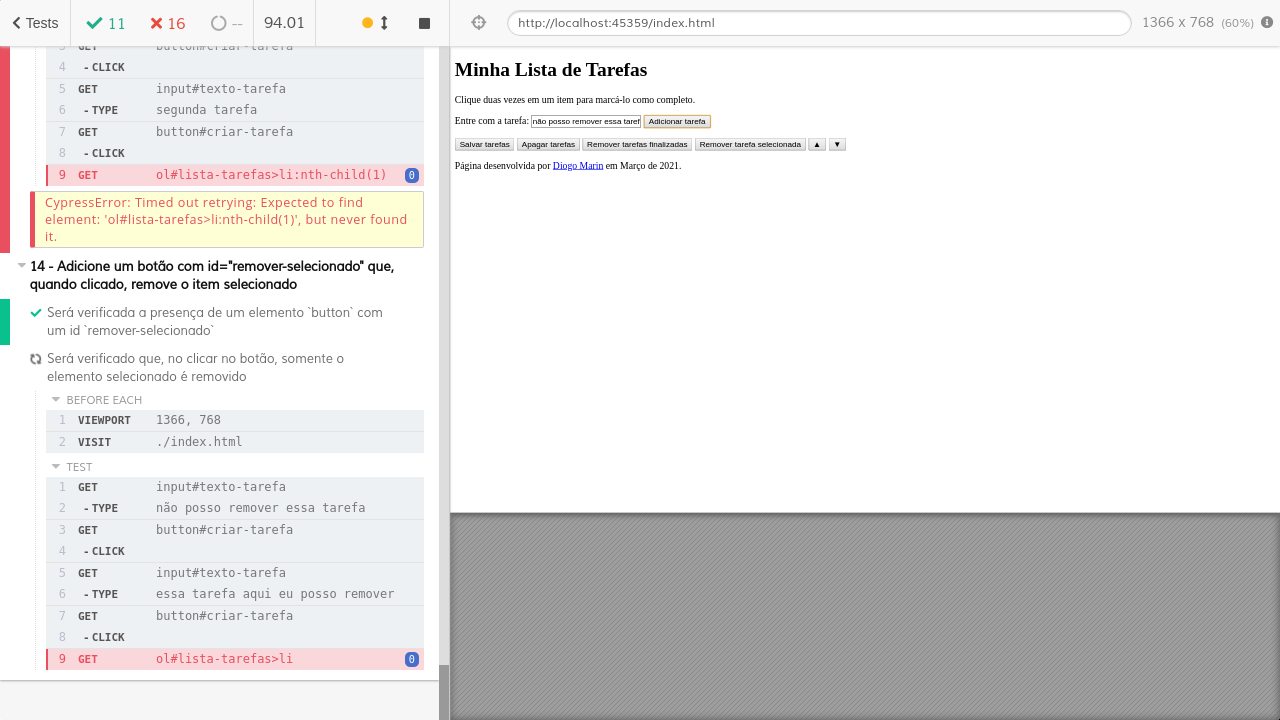 Tests 11 16 -- 94.01
http://localhost:45359/index.html 1366 x 768 (60%)
3 GET button#criar-tarefa
4 -CLICK
5 GET input#texto-tarefa
6 -TYPE segunda tarefa
7 GET button#criar-tarefa
8 -CLICK
9 GET ol#lista-tarefas>li:nth-child(1) 0
CypressError: Timed out retrying: Expected to find
element: 'ol#lista-tarefas>li:nth-child(1)', but never found
it.
14 - Adicione um botão com id="remover-selecionado" que,
quando clicado, remove o item selecionado
Será verificada a presença de um elemento `button` com
um id `remover-selecionado`
Será verificado que, no clicar no botão, somente o
elemento selecionado é removido
BEFORE EACH
1 VIEWPORT 1366, 768
2 VISIT ./index.html
TEST
1 GET input#texto-tarefa
2 -TYPE não posso remover essa tarefa
3 GET button#criar-tarefa
4 -CLICK
5 GET input#texto-tarefa
6 -TYPE essa tarefa aqui eu posso remover
7 GET button#criar-tarefa
8 -CLICK
9 GET ol#lista-tarefas>li 0
Minha Lista de Tarefas
Clique duas vezes em um item para marcá-lo como completo.
Entre com a tarefa: não posso remover essa taref Adicionar tarefa
Salvar tarefas Apagar tarefas Remover tarefas finalizadas Remover tarefa selecionada ▲ ▼
Página desenvolvida por Diogo Marin em Março de 2021.